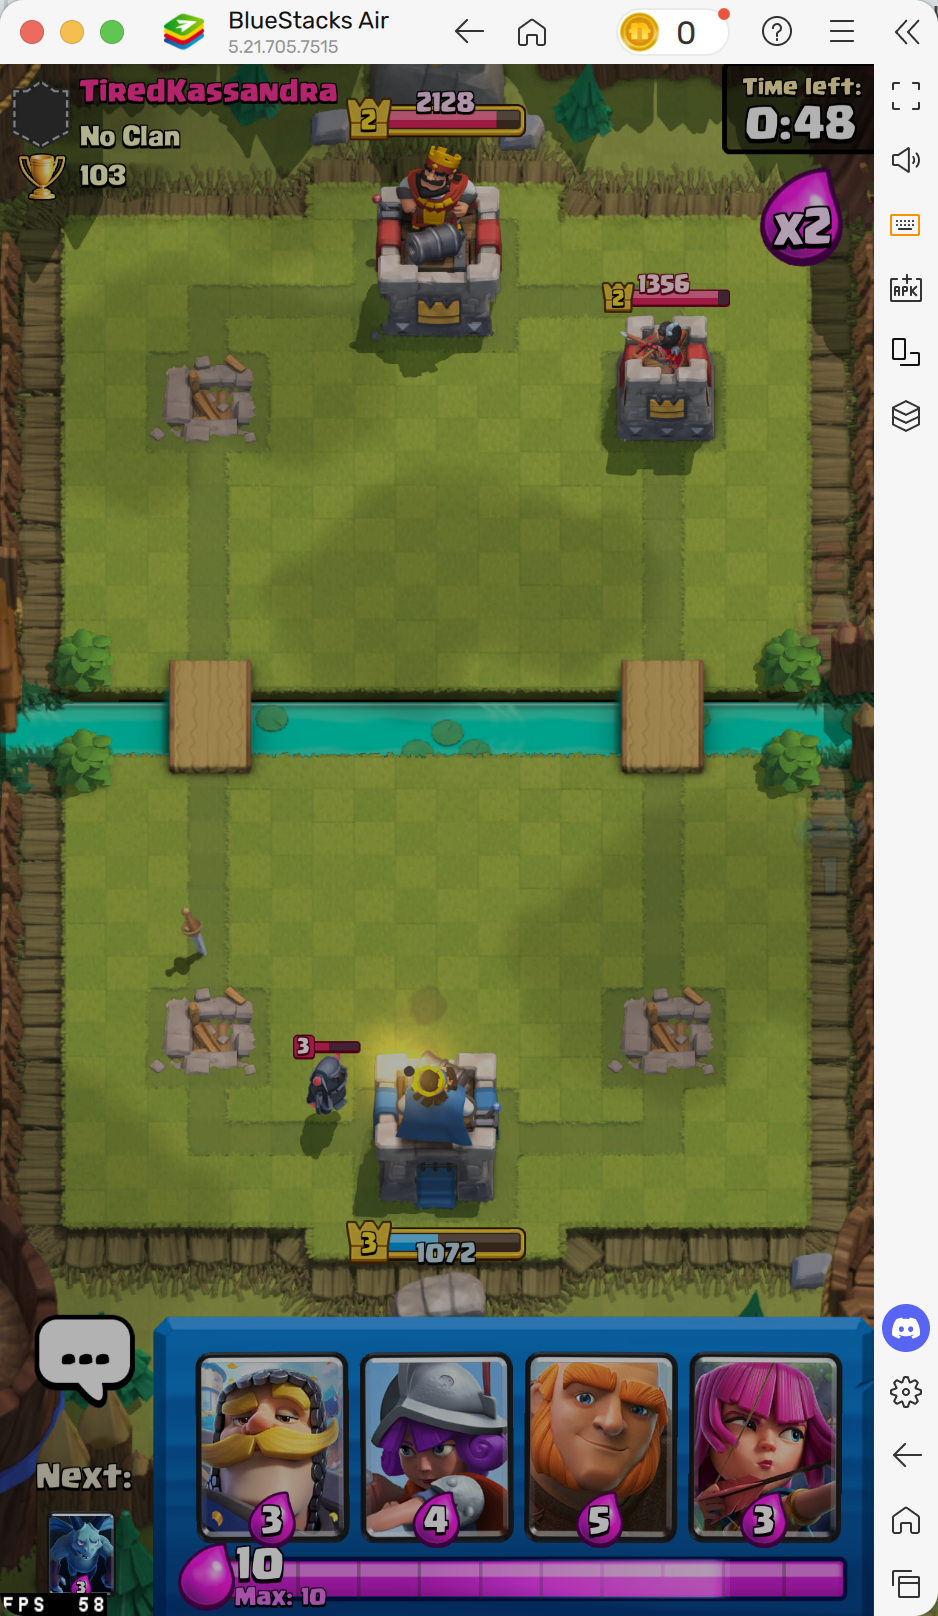 BlueStacks Air
5.21.705.7515
0
TiredKassandra
No Clan
103
2
2128
Time left:
0:48
x2
APK
2
1356
3
3
1072
Next:
3
3
4
5
3
10
Max: 10
FPS 58